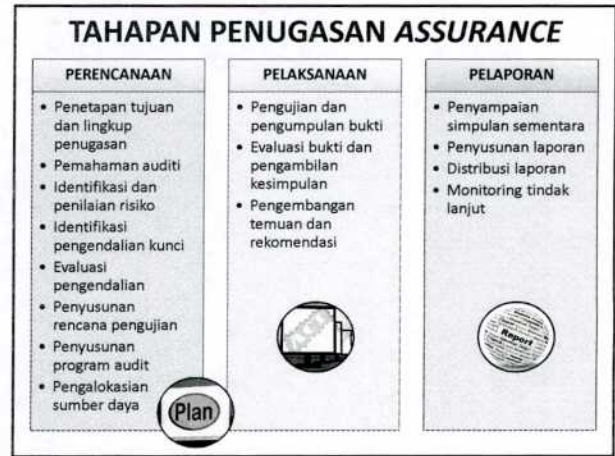 TAHAPAN PENUGASAN ASSURANCE
PERENCANAAN
• Penetapan tujuan
dan lingkup
penugasan
• Pemahaman auditi
• Identifikasi dan
penilaian risiko
• Identifikasi
pengendalian kunci
• Evaluasi
pengendalian
• Penyusunan
rencana pengujian
• Penyusunan
program audit
• Pengalokasian
sumber daya
Plan
PELAKSANAAN
• Pengujian dan
pengumpulan bukti
• Evaluasi bukti dan
pengambilan
kesimpulan
• Pengembangan
temuan dan
rekomendasi
PELAPORAN
• Penyampaian
simpulan sementara
• Penyusunan laporan
• Distribusi laporan
• Monitoring tindak
lanjut
Report